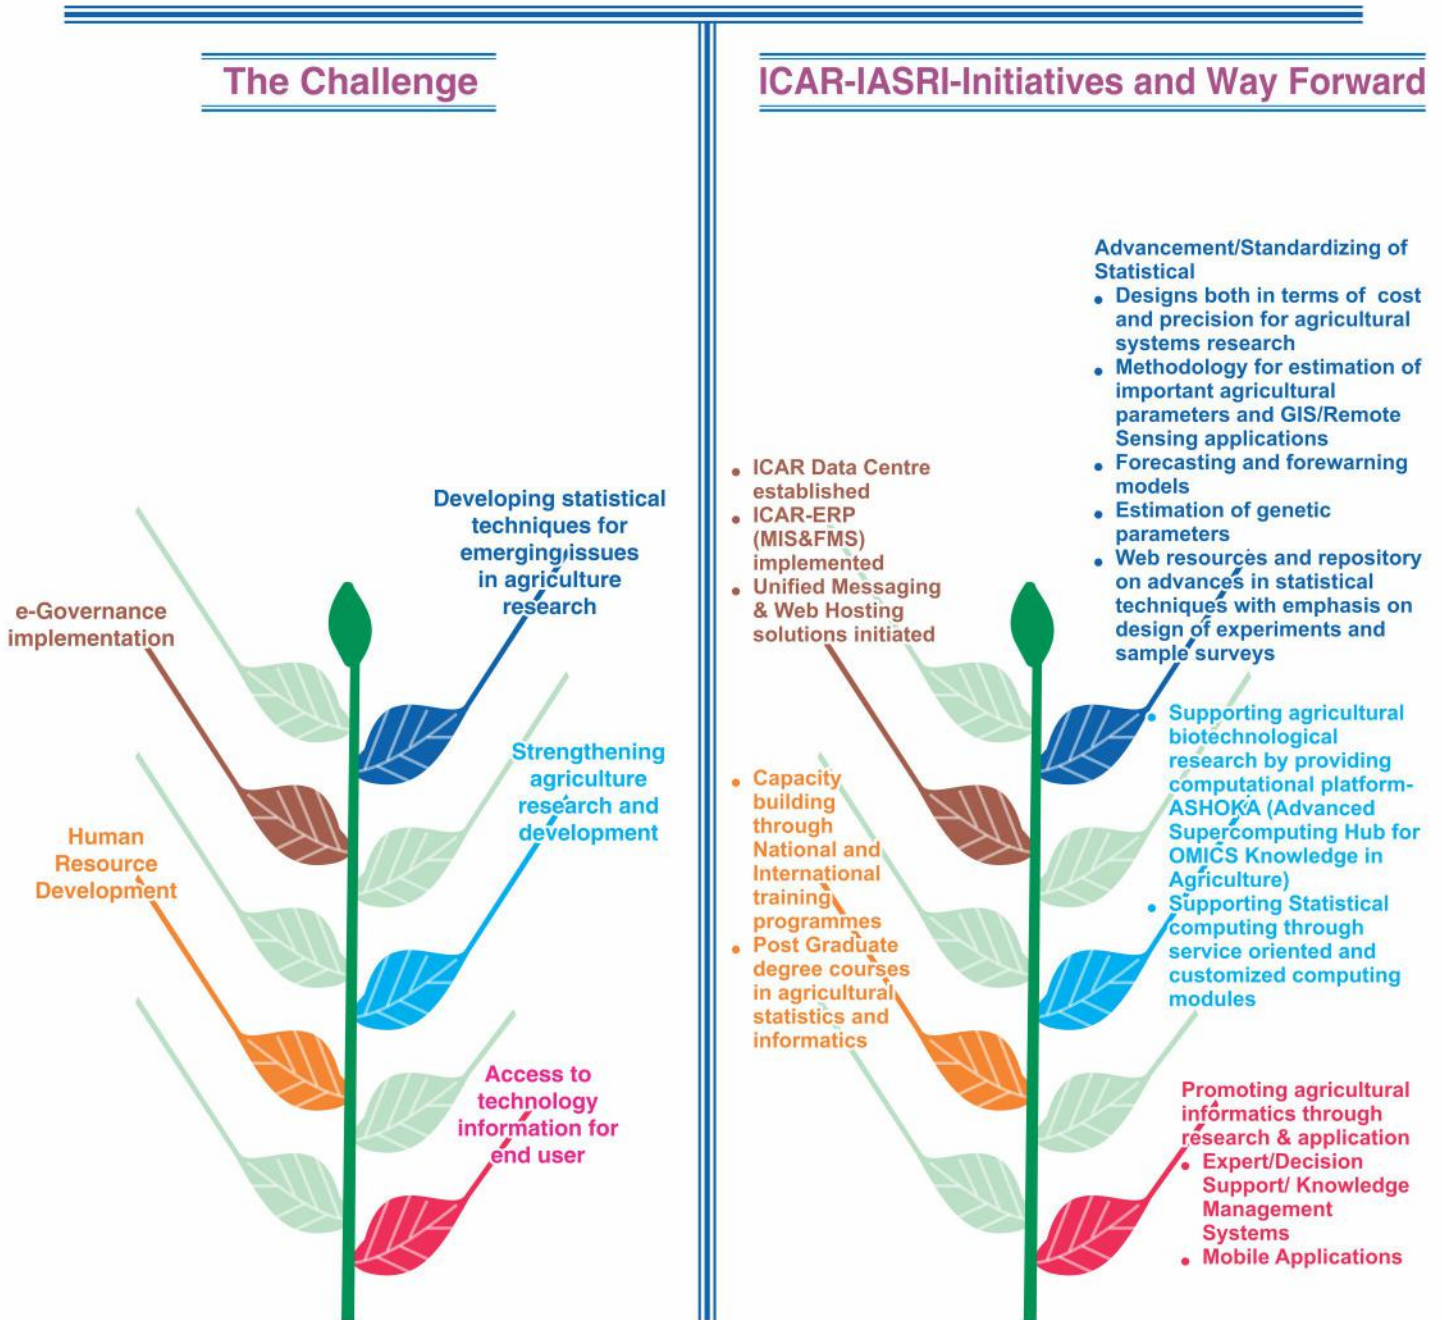 The Challenge
Developing statistical
techniques for
emerging issues
in agriculture
research
e-Governance
implementation
Strengthening
agriculture
research and
development
Human
Resource
Development
Access to
technology
information for
end user
ICAR-IASRI-Initiatives and Way Forward
Advancement/Standardizing of
Statistical
• Designs both in terms of cost
and precision for agricultural
systems research
• Methodology for estimation of
important agricultural
parameters and GIS/Remote
Sensing applications
• Forecasting and forewarning
models
• Estimation of genetic
parameters
• Web resources and repository
on advances in statistical
techniques with emphasis on
design of experiments and
sample surveys
• ICAR Data Centre
established
• ICAR-ERP
(MIS&FMS)
implemented
• Unified Messaging
& Web Hosting
solutions initiated
• Supporting agricultural
biotechnological
research by providing
computational platform-
ASHOKA (Advanced
Supercomputing Hub for
OMICS Knowledge in
Agriculture)
• Supporting Statistical
computing through
service oriented and
customized computing
modules
• Capacity
building
through
National and
International
training
programmes
• Post Graduate
degree courses
in agricultural
statistics and
informatics
Promoting agricultural
informatics through
research & application
• Expert/Decision
Support/ Knowledge
Management
Systems
• Mobile Applications